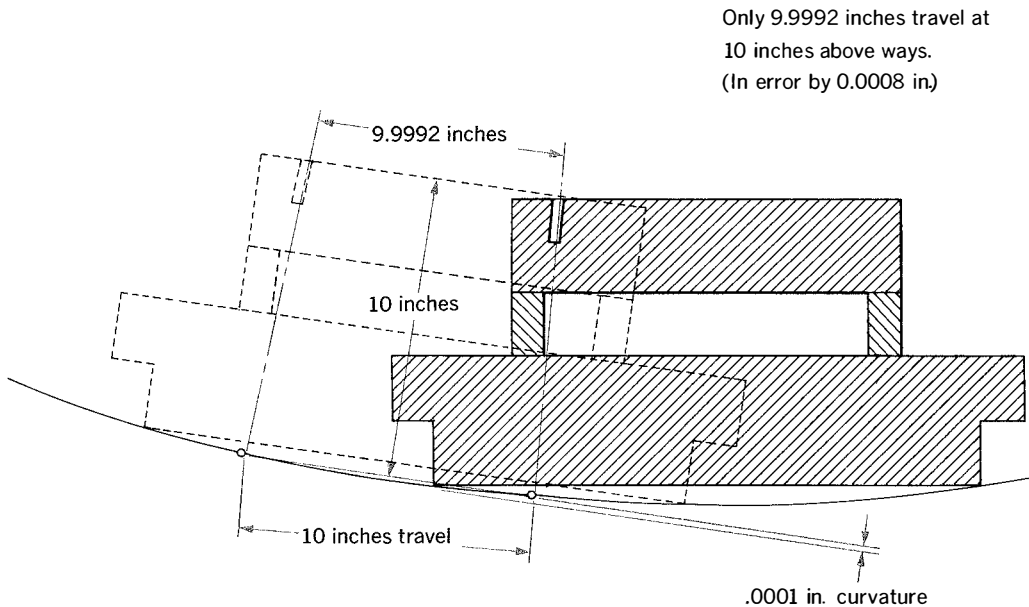 Only 9.9992 inches travel at
10 inches above ways.
(In error by 0.0008 in.)
9.9992 inches
10 inches
10 inches travel
.0001 in. curvature